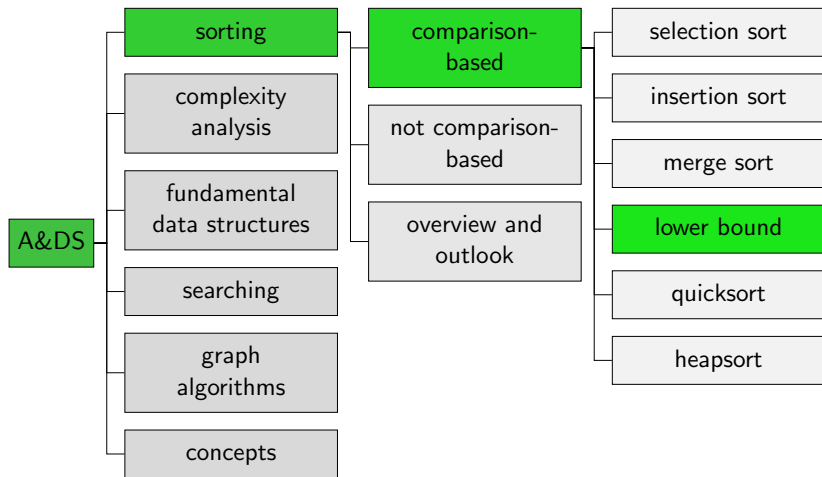 A&DS
sorting
complexity
analysis
fundamental
data structures
searching
graph
algorithms
concepts
comparison-
based
not comparison-
based
overview and
outlook
selection sort
insertion sort
merge sort
lower bound
quicksort
heapsort